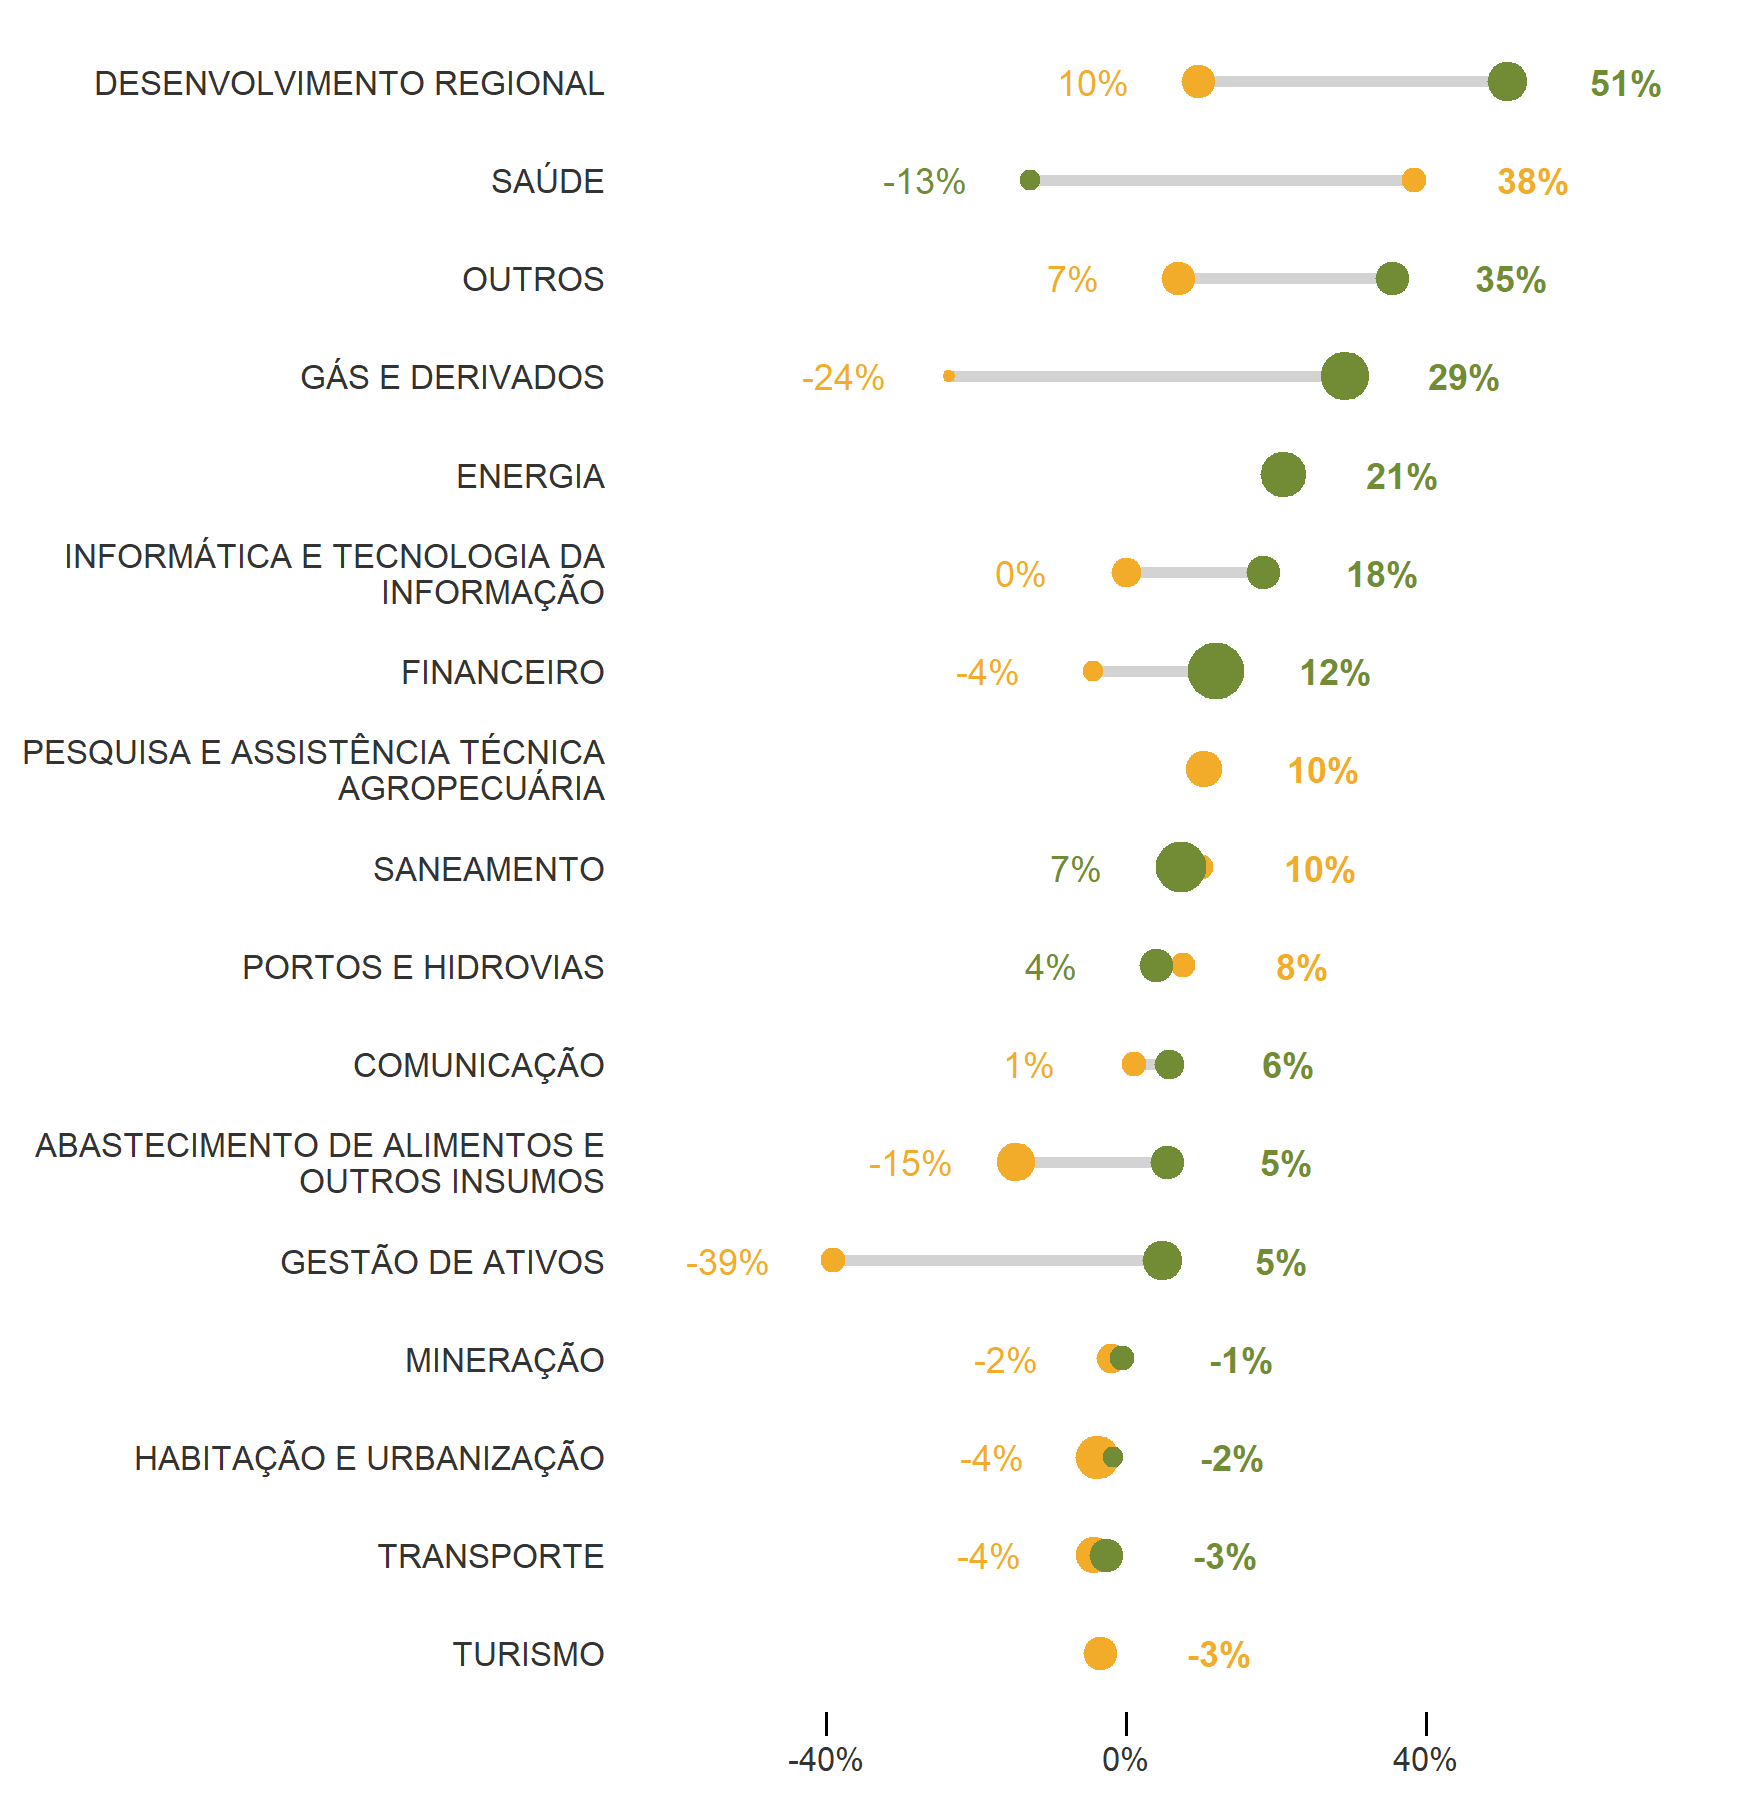 DESENVOLVIMENTO REGIONAL 10% 51%
SAÚDE -13% 38%
OUTROS 7% 35%
GÁS E DERIVADOS -24% 29%
ENERGIA 21%
INFORMÁTICA E TECNOLOGIA DA
INFORMAÇÃO 0% 18%
FINANCEIRO -4% 12%
PESQUISA E ASSISTÊNCIA TÉCNICA
AGROPECUÁRIA 10%
SANEAMENTO 7% 10%
PORTOS E HIDROVIAS 4% 8%
COMUNICAÇÃO 1% 6%
ABASTECIMENTO DE ALIMENTOS E
OUTROS INSUMOS -15% 5%
GESTÃO DE ATIVOS -39% 5%
MINERAÇÃO -2% -1%
HABITAÇÃO E URBANIZAÇÃO -4% -2%
TRANSPORTE -4% -3%
TURISMO -3%
-40% 0% 40%